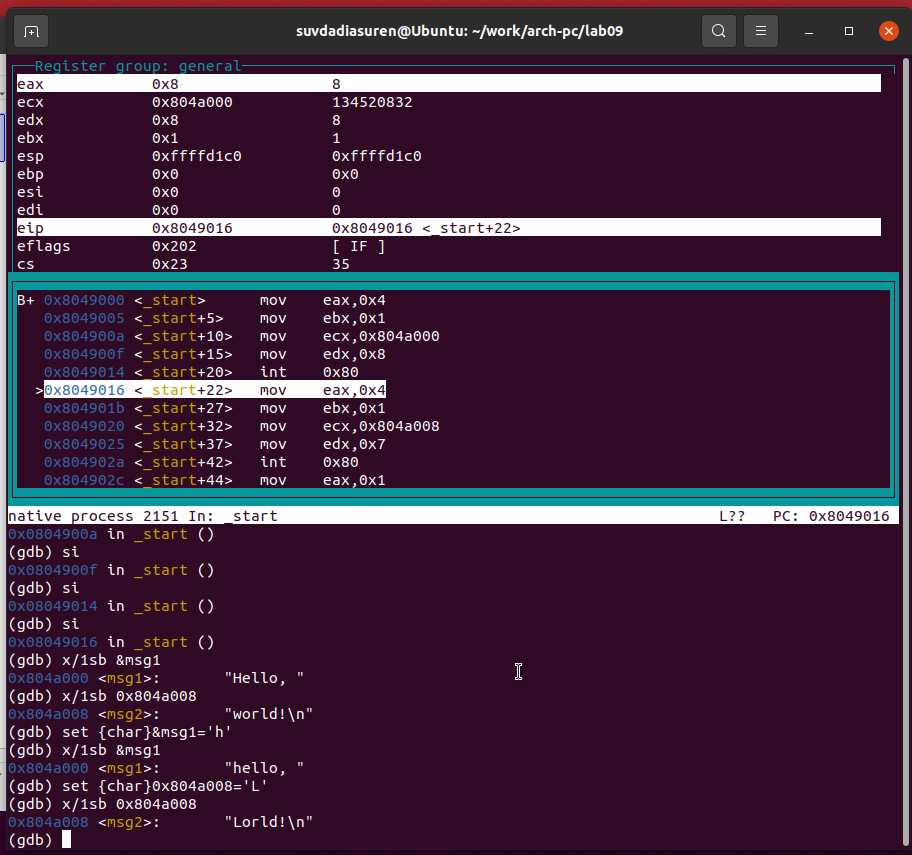 suvdadiasuren@Ubuntu: ~/work/arch-pc/lab09
Register group: general
eax 0x8 8
ecx 0x804a000 134520832
edx 0x8 8
ebx 0x1 1
esp 0xffffd1c0 0xffffd1c0
ebp 0x0 0x0
esi 0x0 0
edi 0x0 0
eip 0x8049016 0x8049016 <_start+22>
eflags 0x202 [ IF ]
cs 0x23 35
B+ 0x8049000 <_start> mov eax,0x4
0x8049005 <_start+5> mov ebx,0x1
0x804900a <_start+10> mov ecx,0x804a000
0x804900f <_start+15> mov edx,0x8
0x8049014 <_start+20> int 0x80
>0x8049016 <_start+22> mov eax,0x4
0x804901b <_start+27> mov ebx,0x1
0x8049020 <_start+32> mov ecx,0x804a008
0x8049025 <_start+37> mov edx,0x7
0x804902a <_start+42> int 0x80
0x804902c <_start+44> mov eax,0x1
native process 2151 In: _start L?? PC: 0x8049016
0x0804900a in _start ()
(gdb) si
0x0804900f in _start ()
(gdb) si
0x08049014 in _start ()
(gdb) si
0x08049016 in _start ()
(gdb) x/1sb &msg1
0x804a000 <msg1>: "Hello, "
(gdb) x/1sb 0x804a008
0x804a008 <msg2>: "world!\n"
(gdb) set {char}&msg1='h'
(gdb) x/1sb &msg1
0x804a000 <msg1>: "hello, "
(gdb) set {char}0x804a008='L'
(gdb) x/1sb 0x804a008
0x804a008 <msg2>: "Lorld!\n"
(gdb)